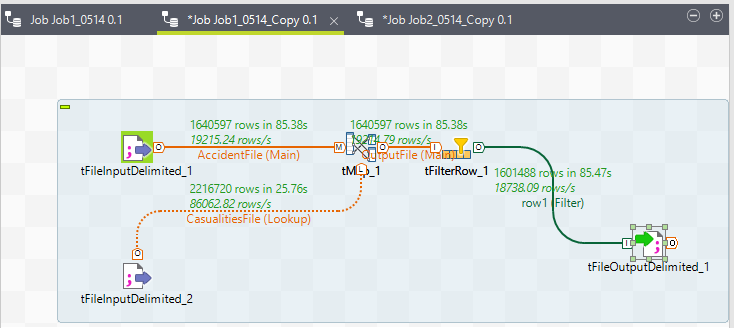 Job Job1_0514 0.1
*Job Job1_0514_Copy 0.1
*Job Job2_0514_Copy 0.1
1640597 rows in 85.38s
19215.24 rows/s
AccidentFile (Main)
1640597 rows in 85.38s
19214.79 rows/s
OutputFile (Main)
tFileInputDelimited_1
tMap_1
tFilterRow_1
O
M
O
I
O
L
2216720 rows in 25.76s
86062.82 rows/s
CasualitiesFile (Lookup)
1601488 rows in 85.47s
18738.09 rows/s
row1 (Filter)
O
I
O
tFileOutputDelimited_1
tFileInputDelimited_2